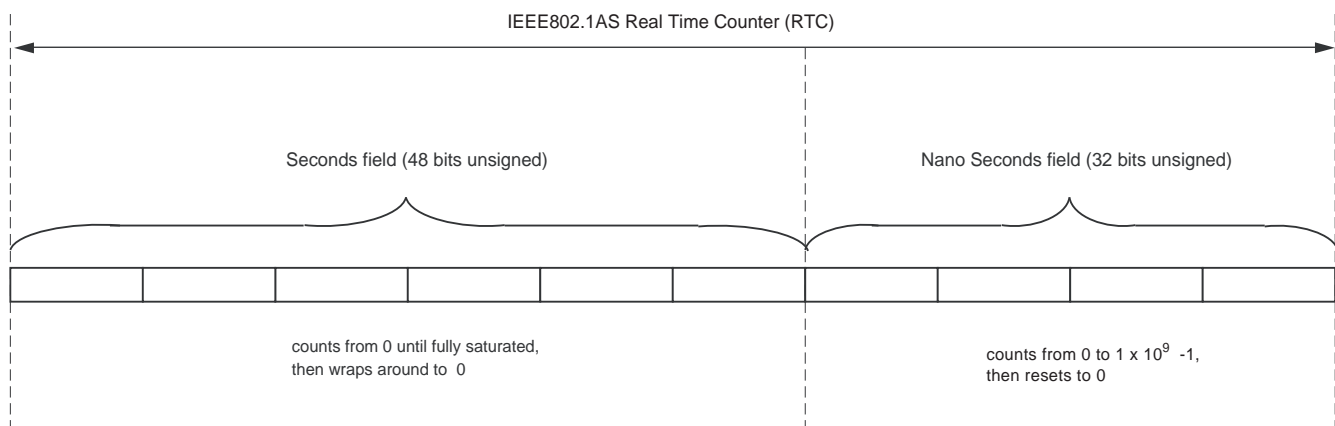 IEEE802.1AS Real Time Counter (RTC)
Seconds field (48 bits unsigned)
Nano Seconds field (32 bits unsigned)
counts from 0 until fully saturated,
then wraps around to 0
counts from 0 to 1 x 10⁹ -1,
then resets to 0